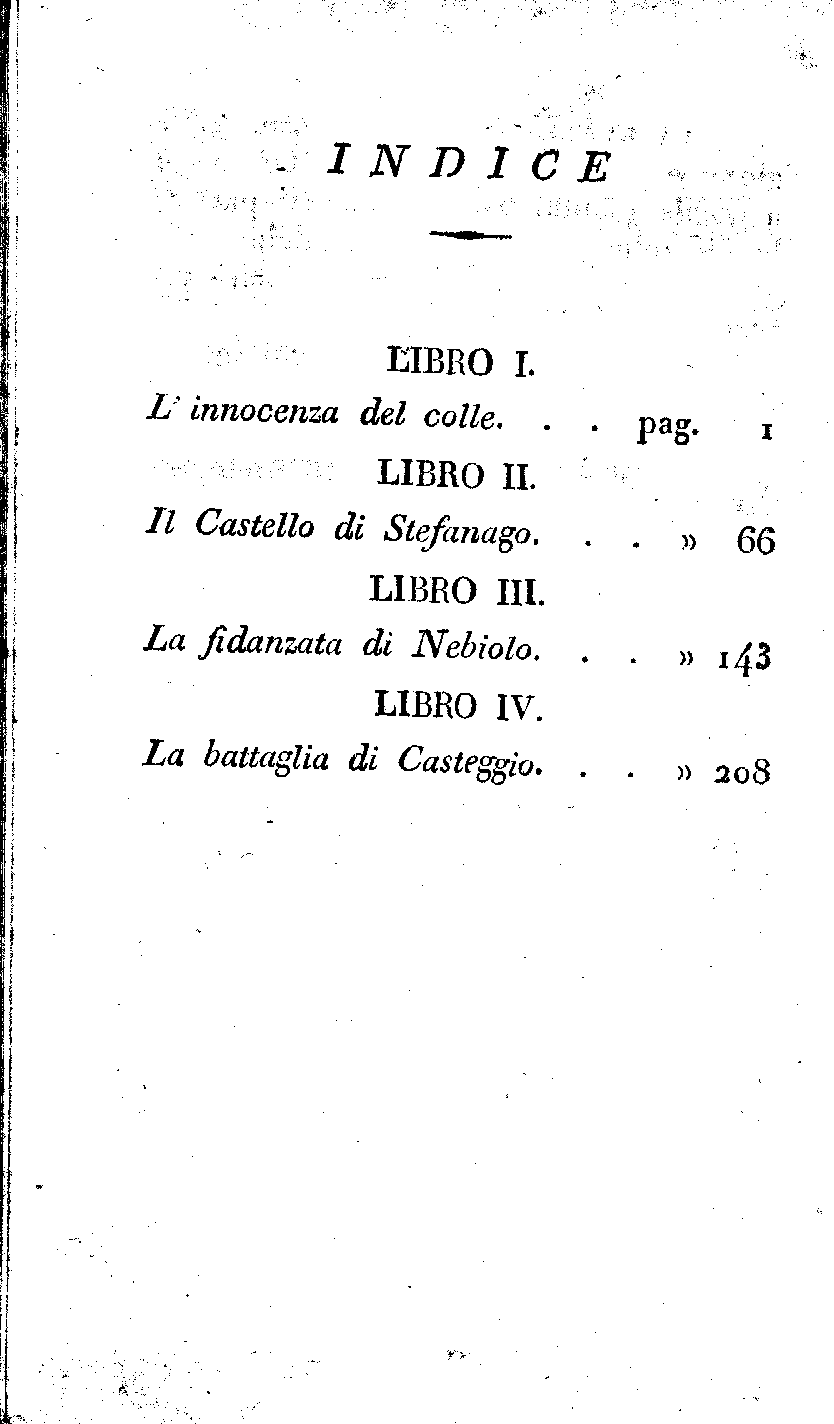 INDICE
LIBRO I.
L' innocenza del colle. . . pag. 1
LIBRO II.
Il Castello di Stefanago. . . » 66
LIBRO III.
La fidanzata di Nebiolo. . . » 143
LIBRO IV.
La battaglia di Casteggio. . . » 208